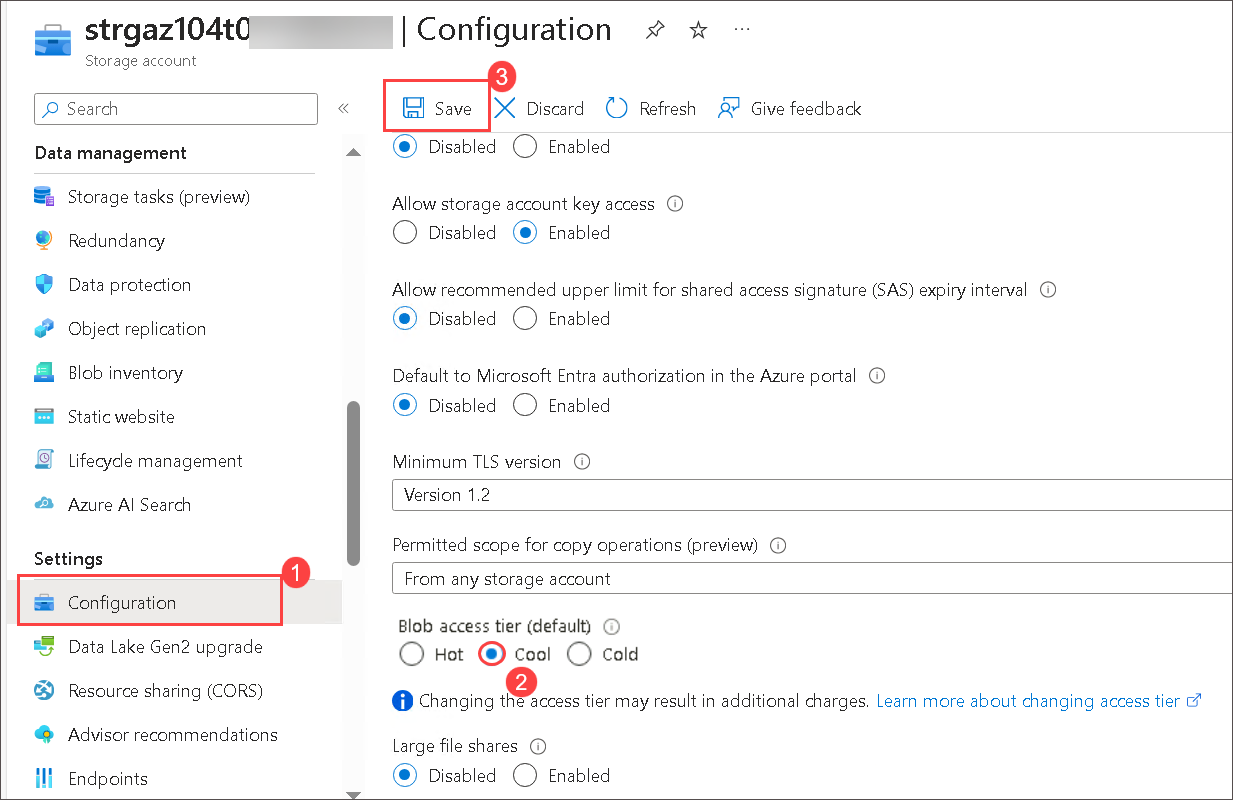 strgaz104t0 | Configuration ...
Storage account
Search «
Data management
Storage tasks (preview)
Redundancy
Data protection
Object replication
Blob inventory
Static website
Lifecycle management
Azure AI Search
Settings
1
Configuration
Data Lake Gen2 upgrade
Resource sharing (CORS)
Advisor recommendations
Endpoints
3
Save Discard Refresh Give feedback
Disabled Enabled
Allow storage account key access
Disabled Enabled
Allow recommended upper limit for shared access signature (SAS) expiry interval
Disabled Enabled
Default to Microsoft Entra authorization in the Azure portal
Disabled Enabled
Minimum TLS version
Version 1.2
Permitted scope for copy operations (preview)
From any storage account
Blob access tier (default)
Hot Cool Cold
2
Changing the access tier may result in additional charges. Learn more about changing access tier
Large file shares
Disabled Enabled